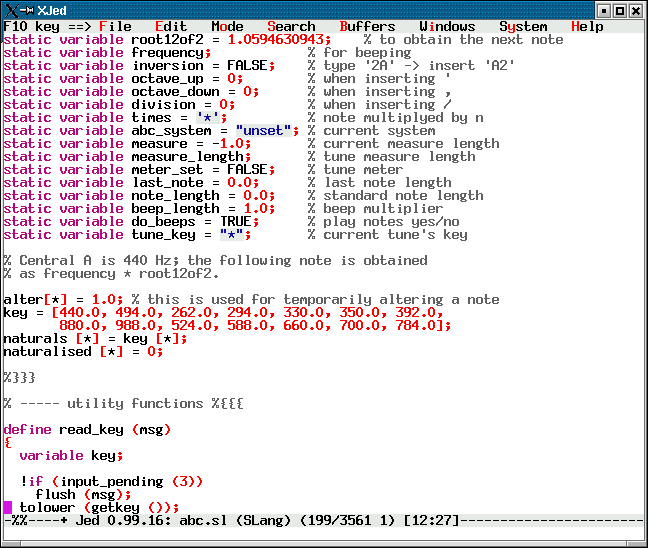 XJed
F10 key ==> File Edit Mode Search Buffers Windows System Help
static variable root12of2 = 1.0594630943; % to obtain the next note
static variable frequency; % for beeping
static variable inversion = FALSE; % type '2A' -> insert 'A2'
static variable octave_up = 0; % when inserting '
static variable octave_down = 0; % when inserting ,
static variable division = 0; % when inserting /
static variable times = '*'; % note multiplyed by n
static variable abc_system = "unset"; % current system
static variable measure = -1.0; % current measure length
static variable measure_length; % tune measure length
static variable meter_set = FALSE; % tune meter
static variable last_note = 0.0; % last note length
static variable note_length = 0.0; % standard note length
static variable beep_length = 1.0; % beep multiplier
static variable do_beeps = TRUE; % play notes yes/no
static variable tune_key = "*"; % current tune's key
% Central A is 440 Hz; the following note is obtained
% as frequency * root12of2.
alter[*] = 1.0; % this is used for temporarily altering a note
key = [440.0, 494.0, 262.0, 294.0, 330.0, 350.0, 392.0,
880.0, 988.0, 524.0, 588.0, 660.0, 700.0, 784.0];
naturals [*] = key [*];
naturalised [*] = 0;
%}}}
% ----- utility functions %{{{
define read_key (msg)
{
variable key;
!if (input_pending (3))
flush (msg);
tolower (getkey ());
-%%----+ Jed 0.99.16: abc.sl (SLang) (199/3561 1) [12:27]-----------------------